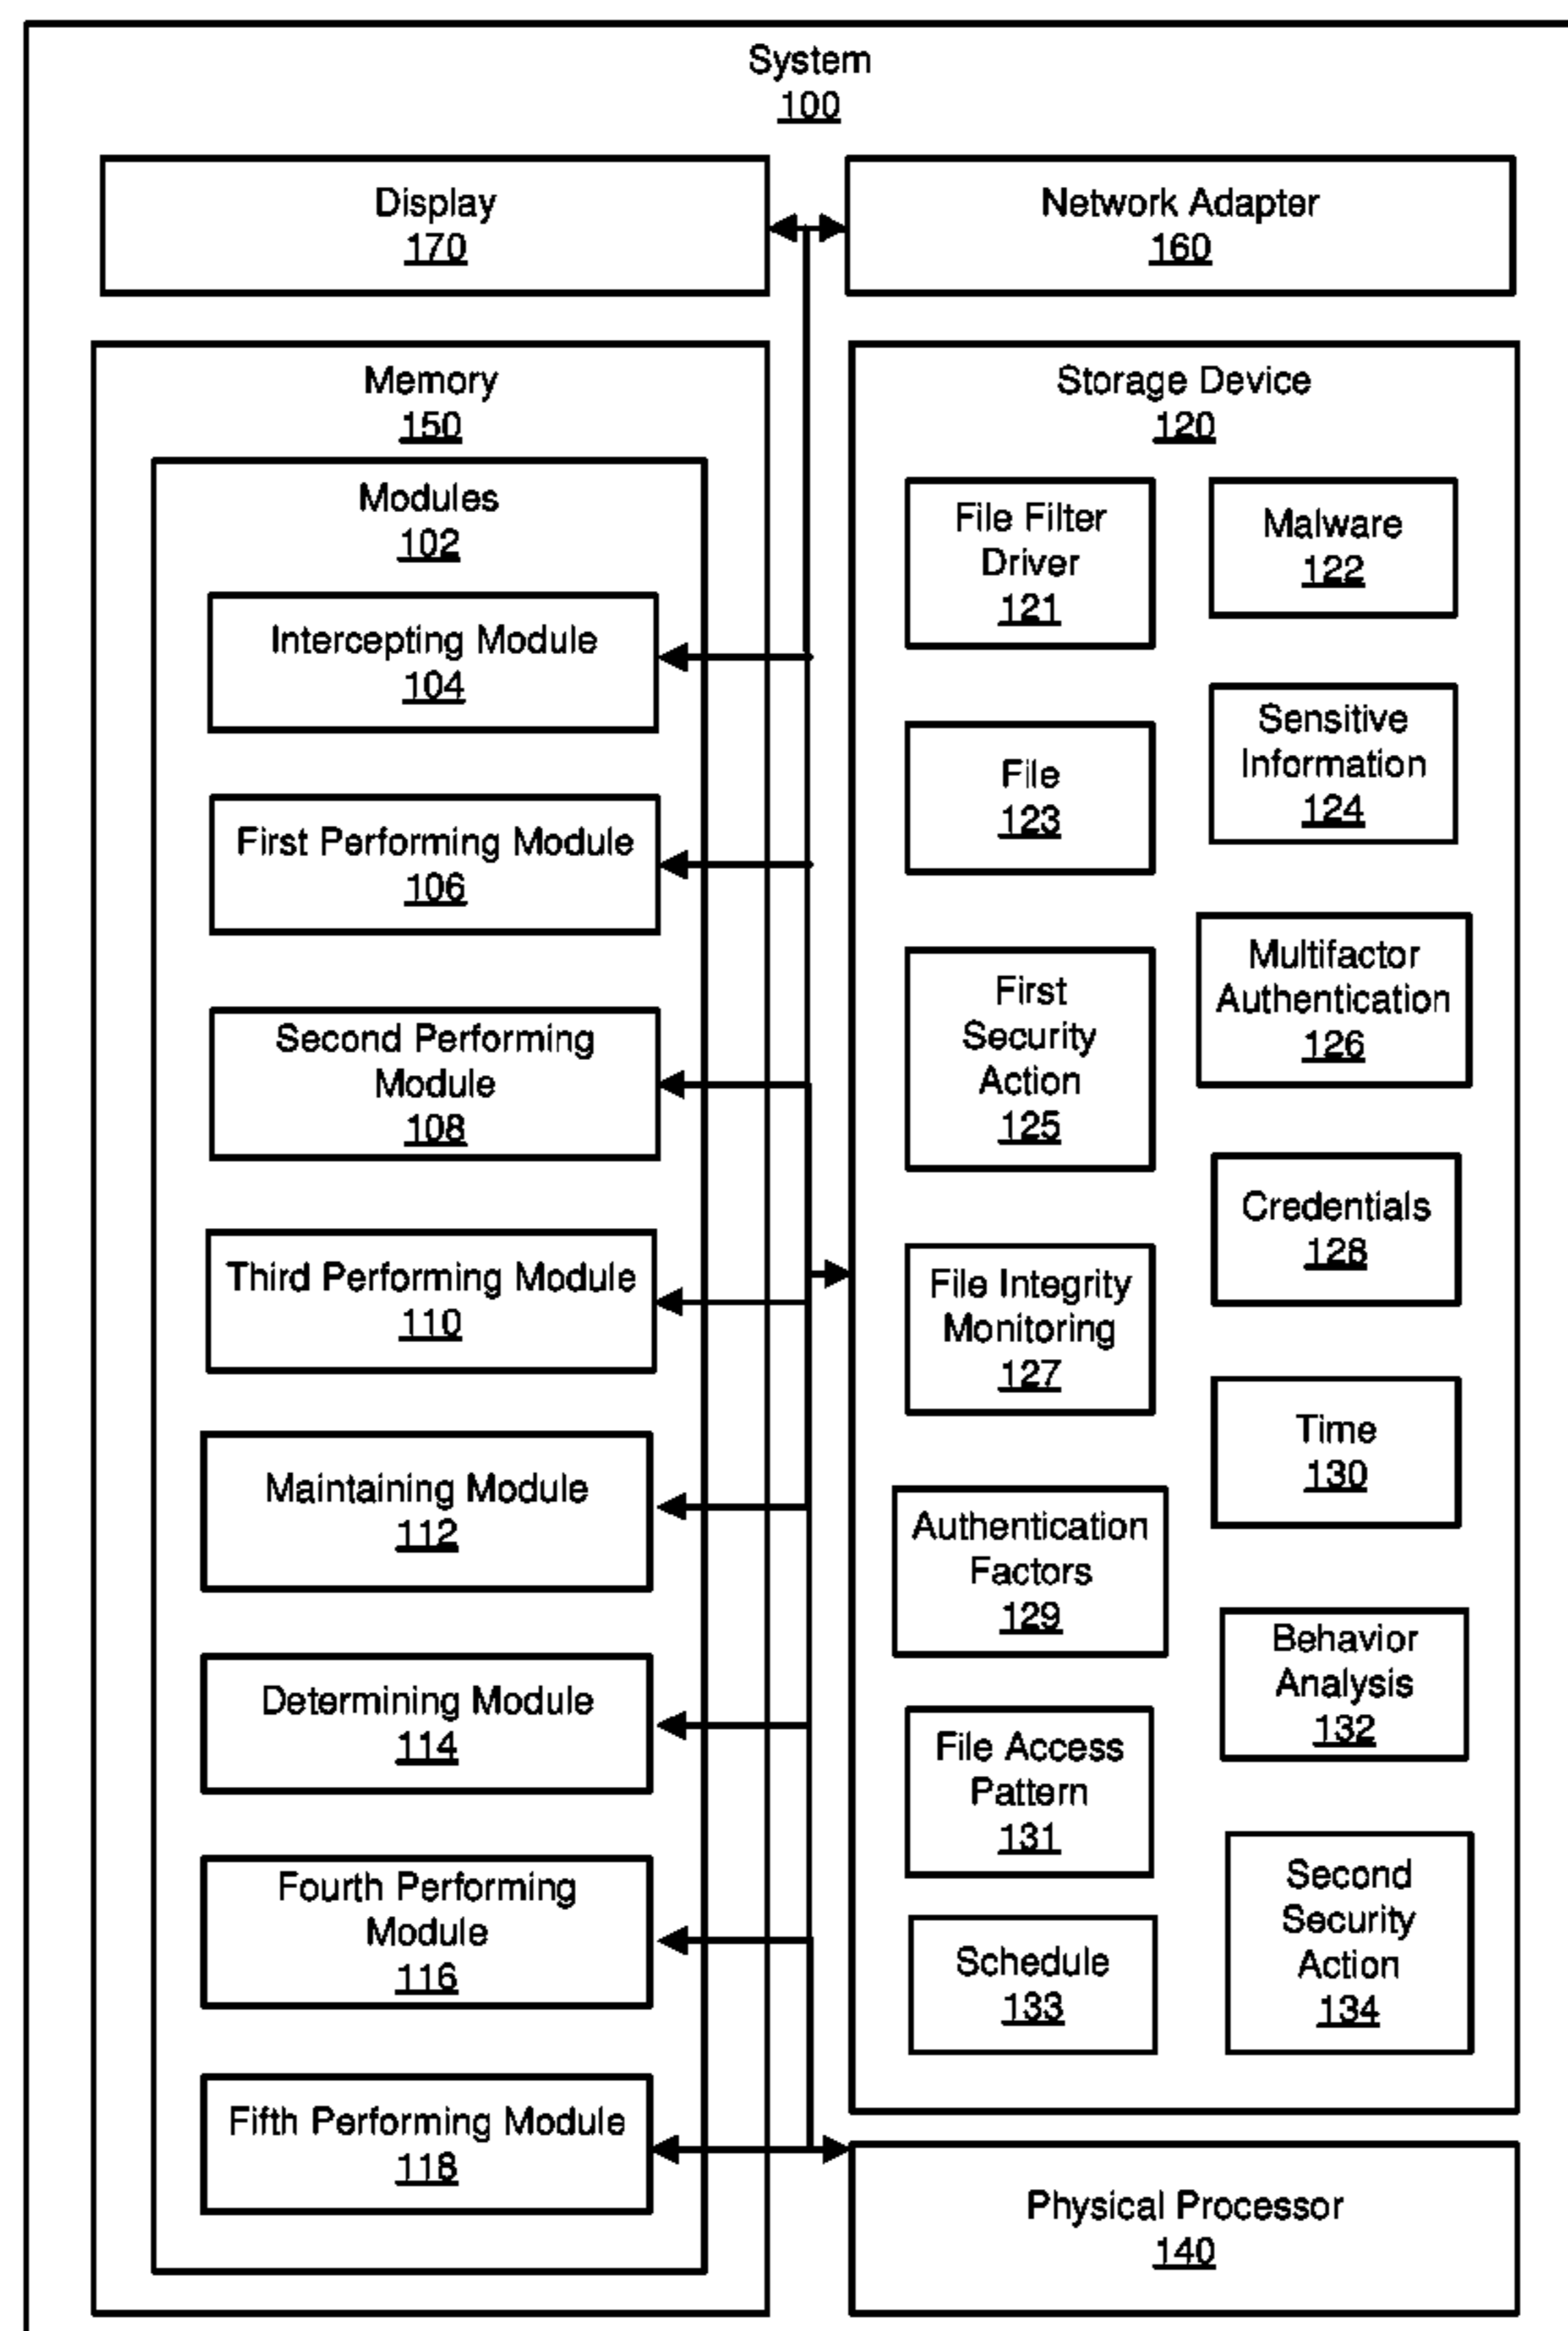 System
100
Display
170
Network Adapter
160
Memory
150
Modules
102
Intercepting Module
104
First Performing Module
106
Second Performing
Module
108
Third Performing Module
110
Maintaining Module
112
Determining Module
114
Fourth Performing
Module
116
Fifth Performing Module
118
Storage Device
120
File Filter
Driver
121
Malware
122
File
123
Sensitive
Information
124
First
Security
Action
125
Multifactor
Authentication
126
File Integrity
Monitoring
127
Credentials
128
Authentication
Factors
129
Time
130
File Access
Pattern
131
Behavior
Analysis
132
Schedule
133
Second
Security
Action
134
Physical Processor
140